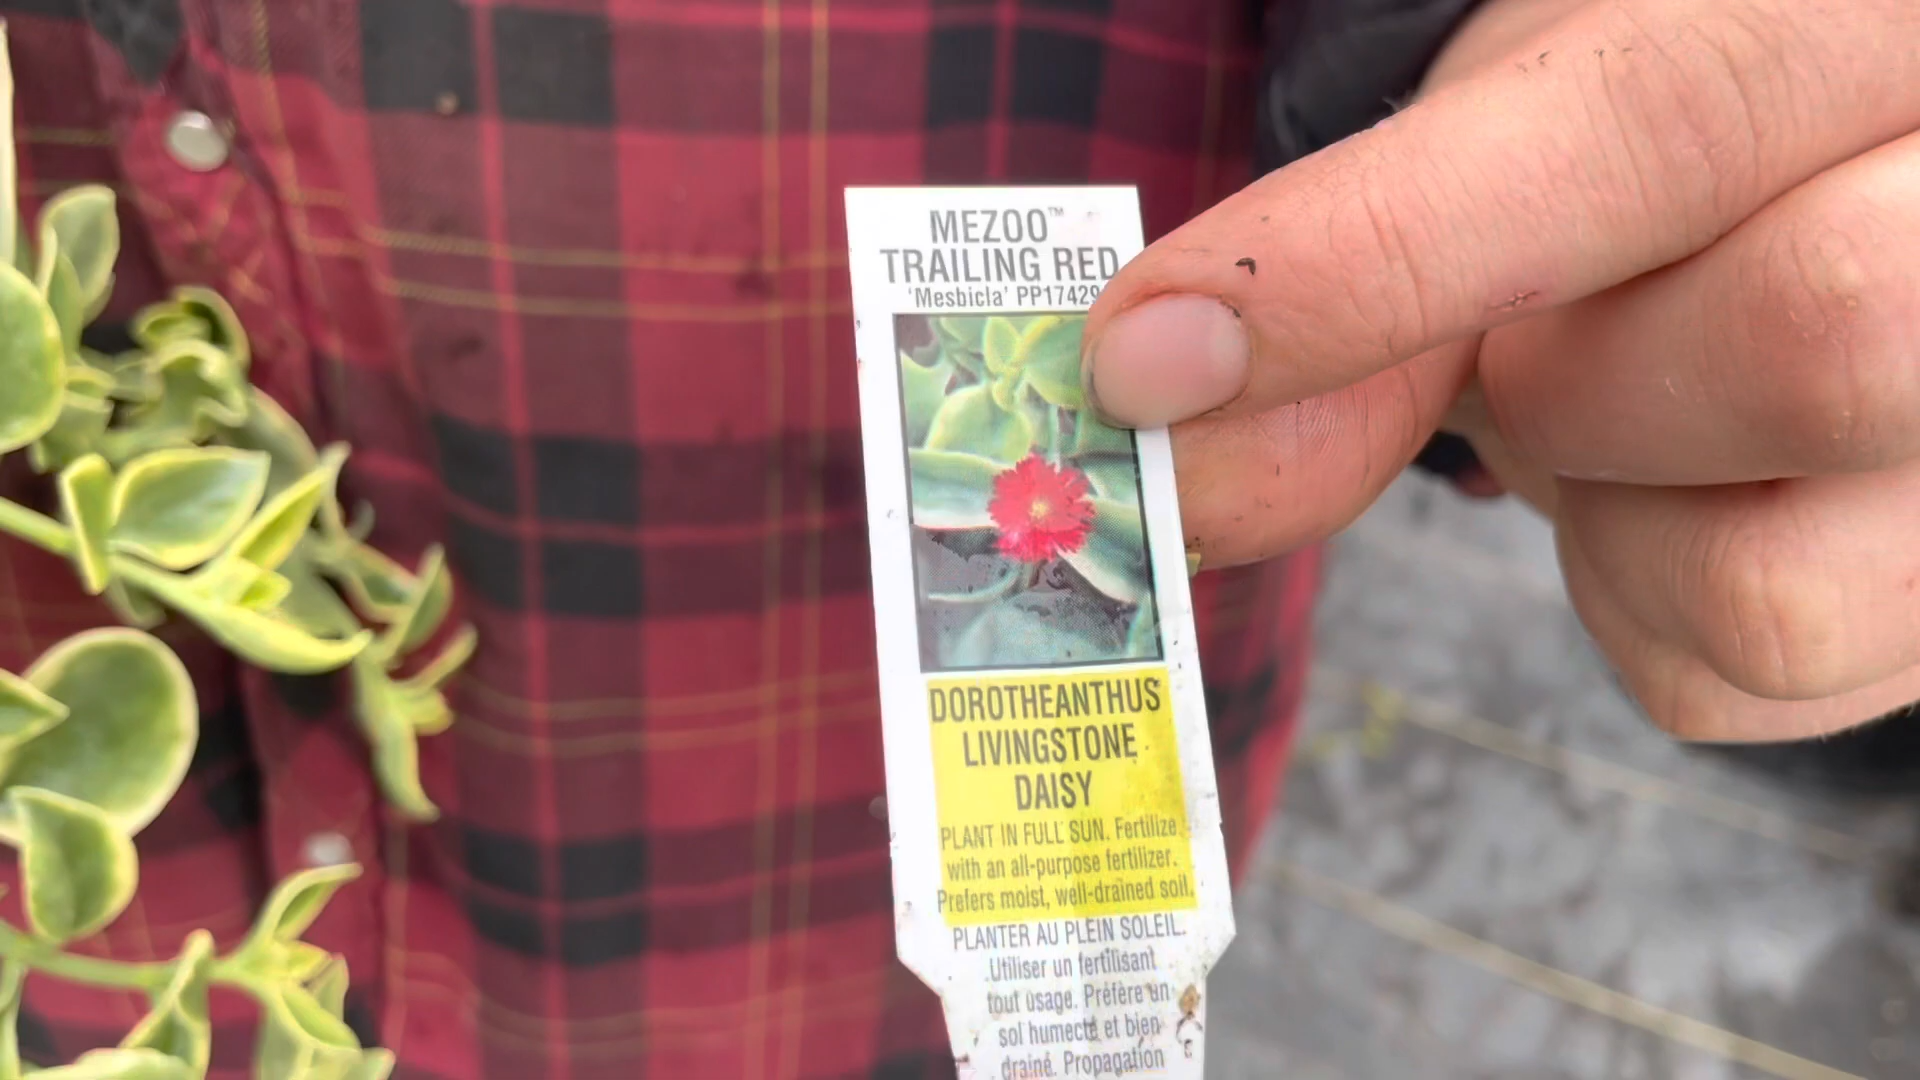 MEZOO™
TRAILING RED
'Mesbicla' PP17429
DOROTHEANTHUS
LIVINGSTONE
DAISY
PLANT IN FULL SUN. Fertilize
with an all-purpose fertilizer.
Prefers moist, well-drained soil.
PLANTER AU PLEIN SOLEIL.
Utiliser un fertilisant
tout usage. Préfère un
sol humecté et bien
drainé. Propagation